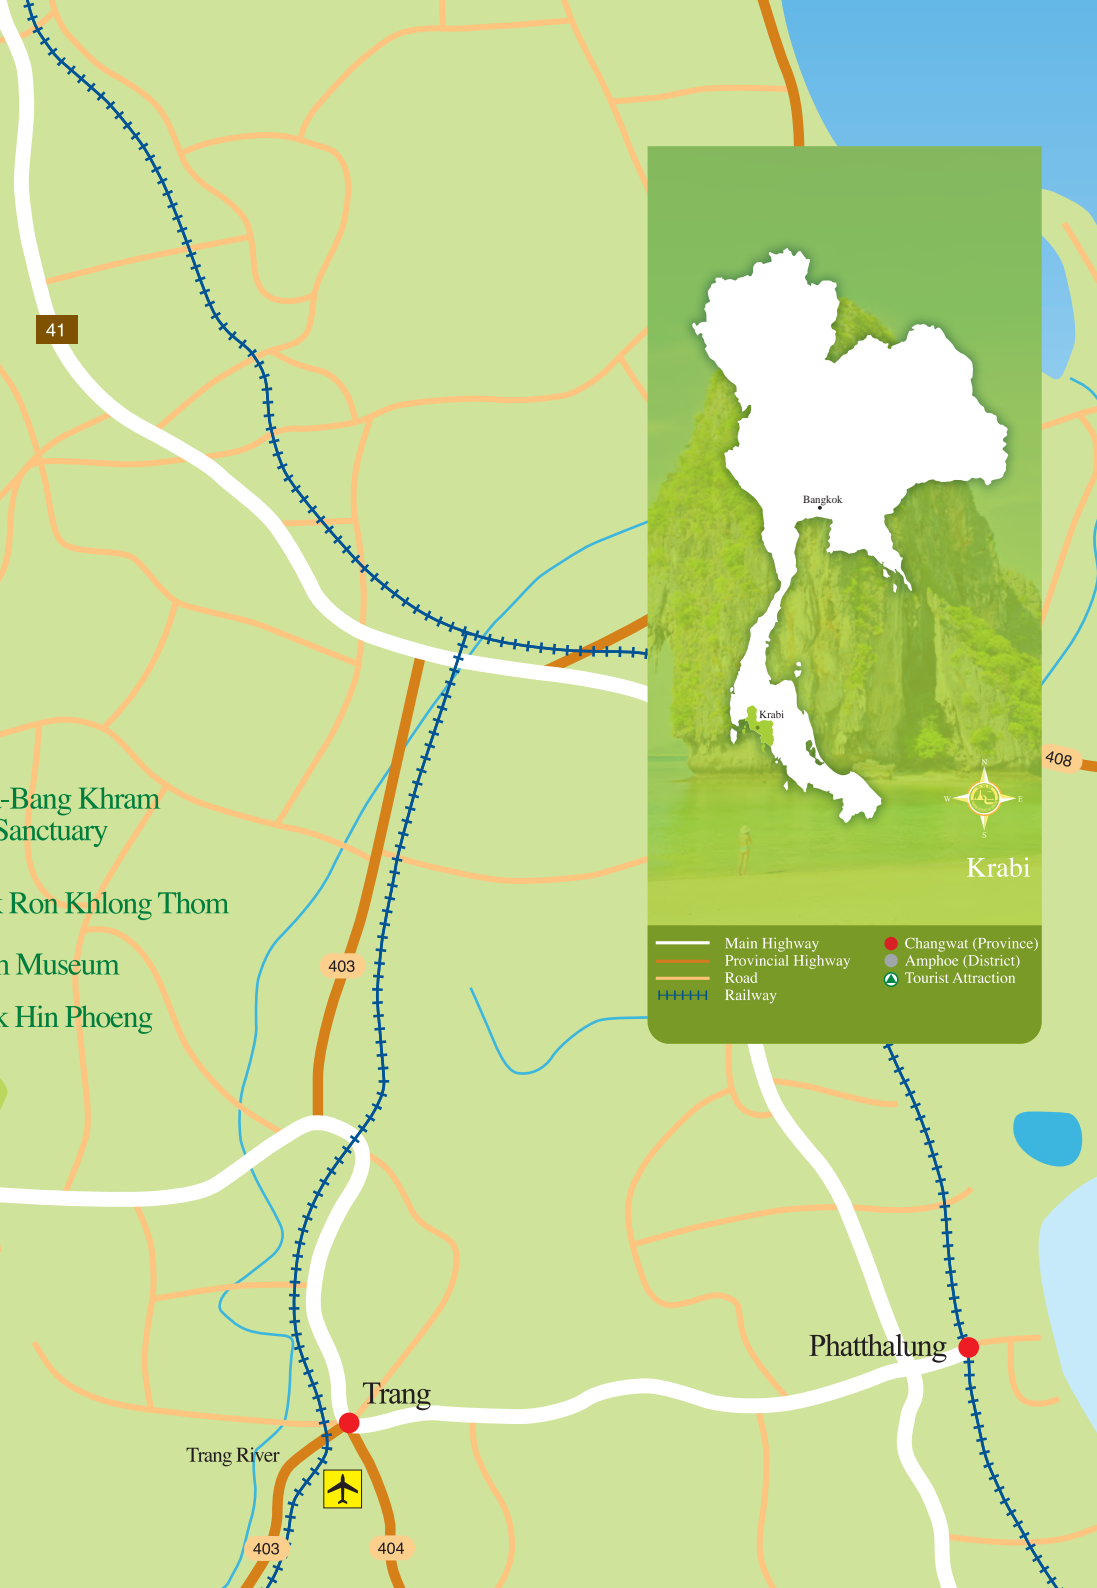 41
Bangkok
Krabi
408
N
W
E
S
-Bang Khram
Sanctuary
Krabi
Ron Khlong Thom
Main Highway
Provincial Highway
Road
Railway
Changwat (Province)
Amphoe (District)
Tourist Attraction
Museum
403
Hin Phoeng
Phatthalung
Trang
Trang River
403
404